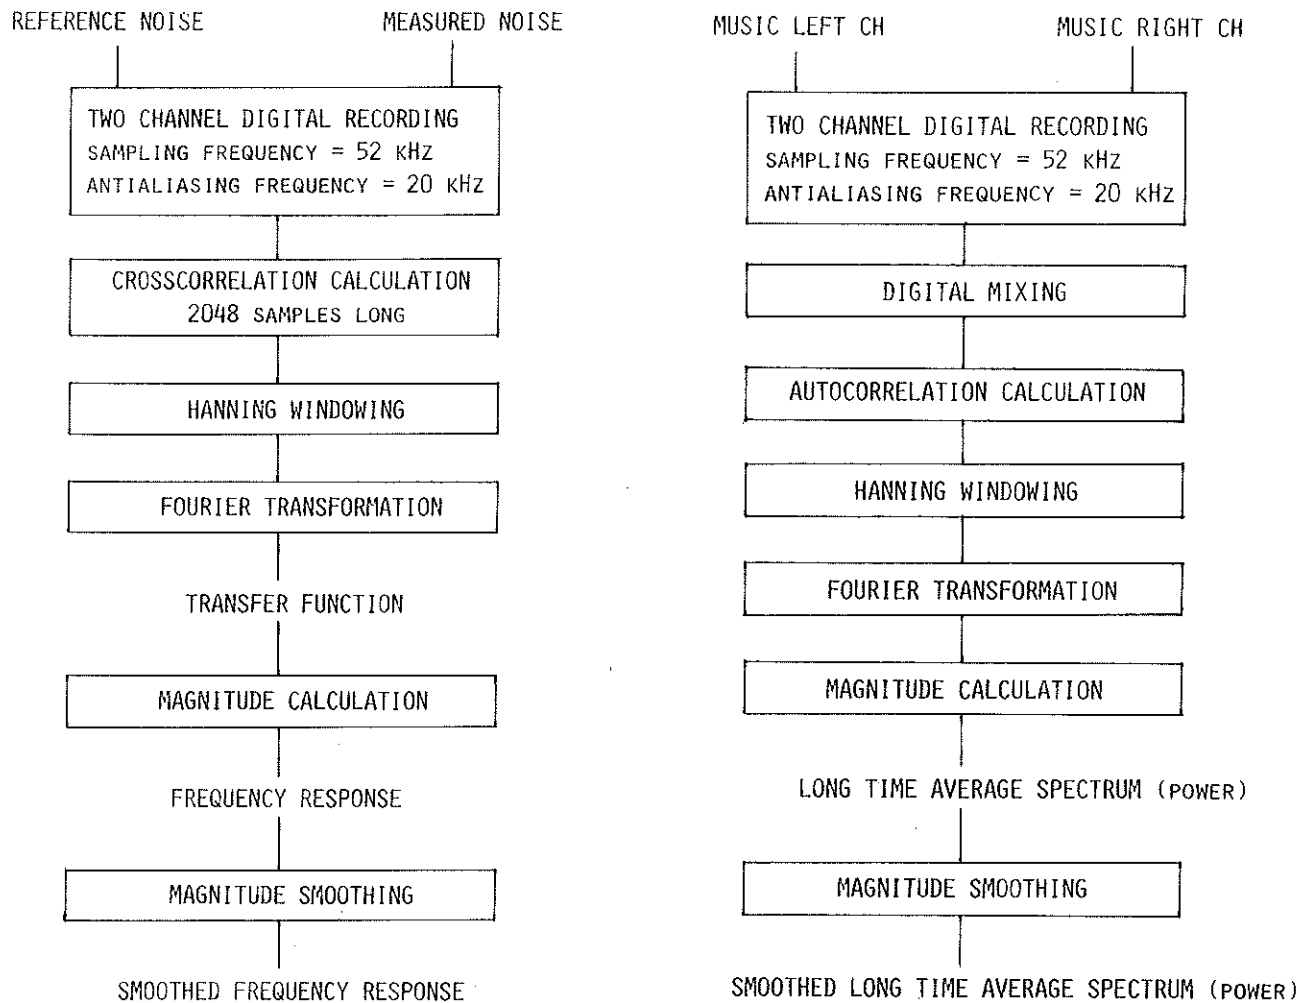 REFERENCE NOISE
MEASURED NOISE
TWO CHANNEL DIGITAL RECORDING
SAMPLING FREQUENCY = 52 KHZ
ANTIALIASING FREQUENCY = 20 KHZ
CROSSCORRELATION CALCULATION
2048 SAMPLES LONG
HANNING WINDOWING
FOURIER TRANSFORMATION
TRANSFER FUNCTION
MAGNITUDE CALCULATION
FREQUENCY RESPONSE
MAGNITUDE SMOOTHING
SMOOTHED FREQUENCY RESPONSE
MUSIC LEFT CH
MUSIC RIGHT CH
TWO CHANNEL DIGITAL RECORDING
SAMPLING FREQUENCY = 52 KHZ
ANTIALIASING FREQUENCY = 20 KHZ
DIGITAL MIXING
AUTOCORRELATION CALCULATION
HANNING WINDOWING
FOURIER TRANSFORMATION
MAGNITUDE CALCULATION
LONG TIME AVERAGE SPECTRUM (POWER)
MAGNITUDE SMOOTHING
SMOOTHED LONG TIME AVERAGE SPECTRUM (POWER)